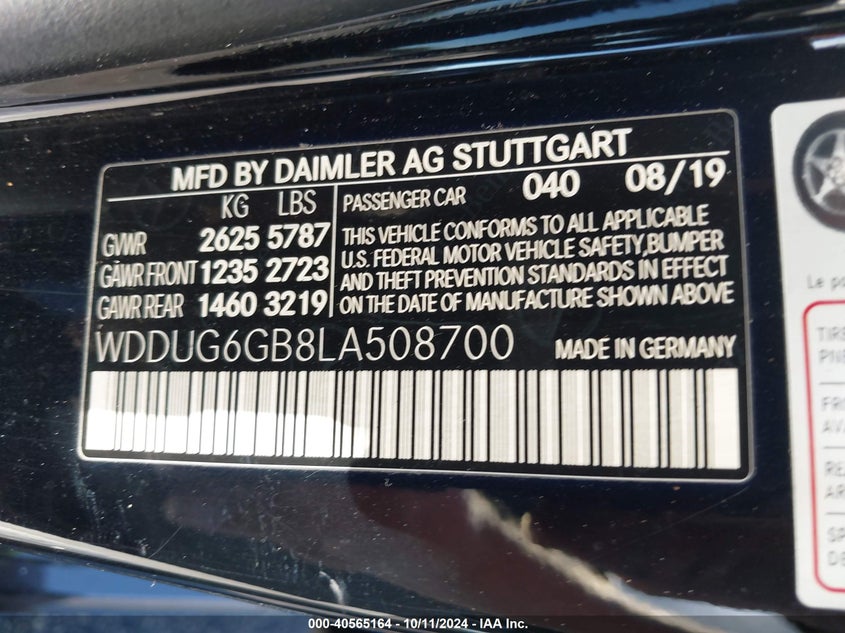 MFD BY DAIMLER AG STUTTGART
KG LBS
GVWR 2625 5787
GAWR FRONT 1235 2723
GAWR REAR 1460 3219
PASSENGER CAR 040 08/19
THIS VEHICLE CONFORMS TO ALL APPLICABLE
U.S. FEDERAL MOTOR VEHICLE SAFETY, BUMPER
AND THEFT PREVENTION STANDARDS IN EFFECT
ON THE DATE OF MANUFACTURE SHOWN ABOVE
WDDUG6GB8LA508700 MADE IN GERMANY
Le
TIRE
000-40565164 - 10/11/2024 - IAA Inc.